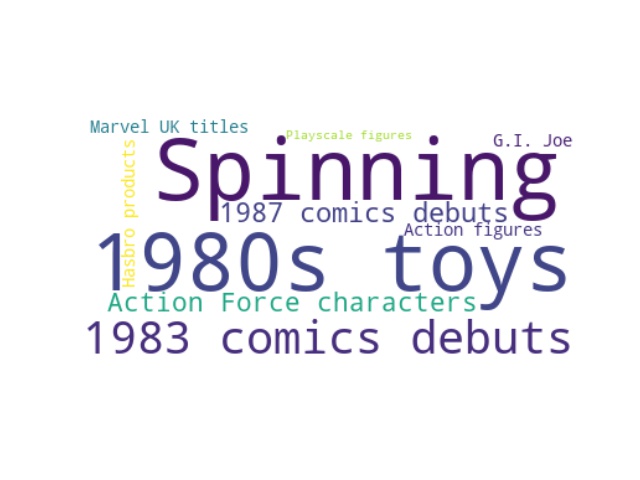 Marvel UK titles
Playscale figures
G.I. Joe
Spinning
Hasbro products
1987 comics debuts
Action figures
1980s toys
Action Force characters
1983 comics debuts